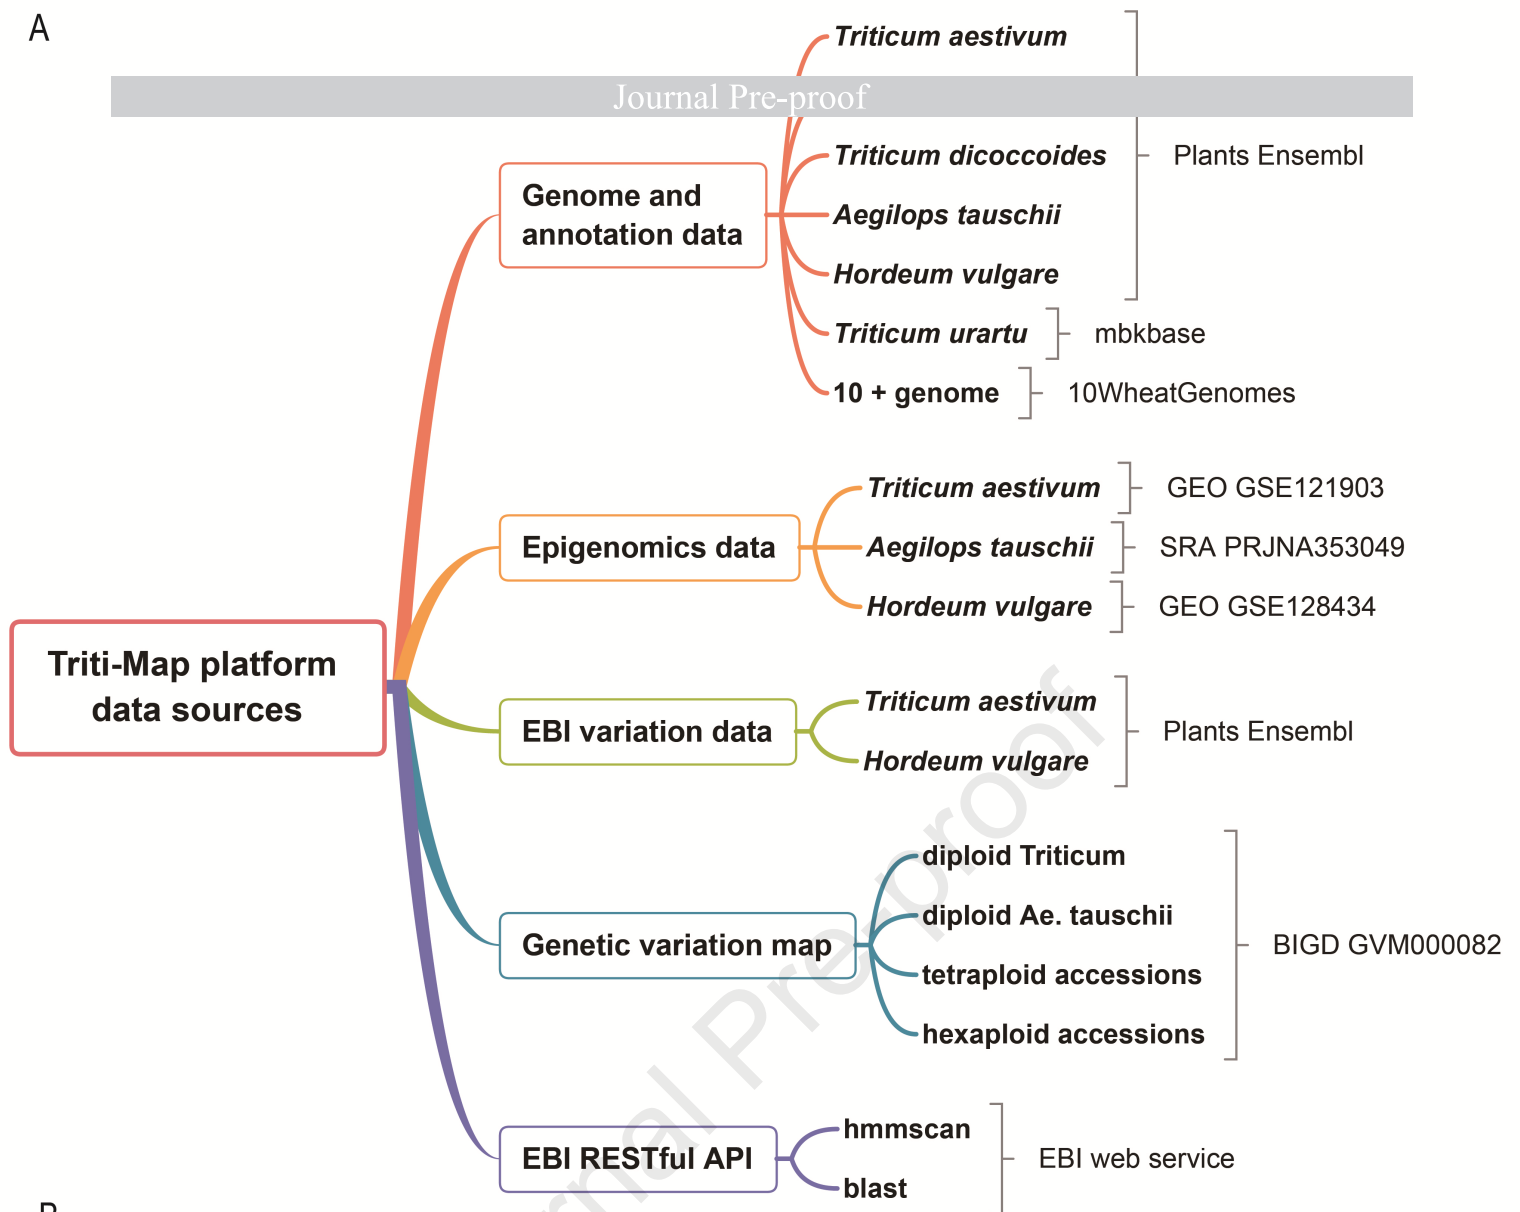 A
Journal Pre-proof
Triticum aestivum
Triticum dicoccoides
Aegilops tauschii
Hordeum vulgare
Plants Ensembl
Triticum urartu
mbkbase
10 + genome
10WheatGenomes
Genome and
annotation data
Triticum aestivum
GEO GSE121903
Aegilops tauschii
SRA PRJNA353049
Hordeum vulgare
GEO GSE128434
Epigenomics data
Triti-Map platform
data sources
EBI variation data
Triticum aestivum
Hordeum vulgare
Plants Ensembl
Genetic variation map
diploid Triticum
diploid Ae. tauschii
tetraploid accessions
hexaploid accessions
BIGD GVM000082
EBI RESTful API
hmmscan
blast
EBI web service
rnal Pre-proof
B